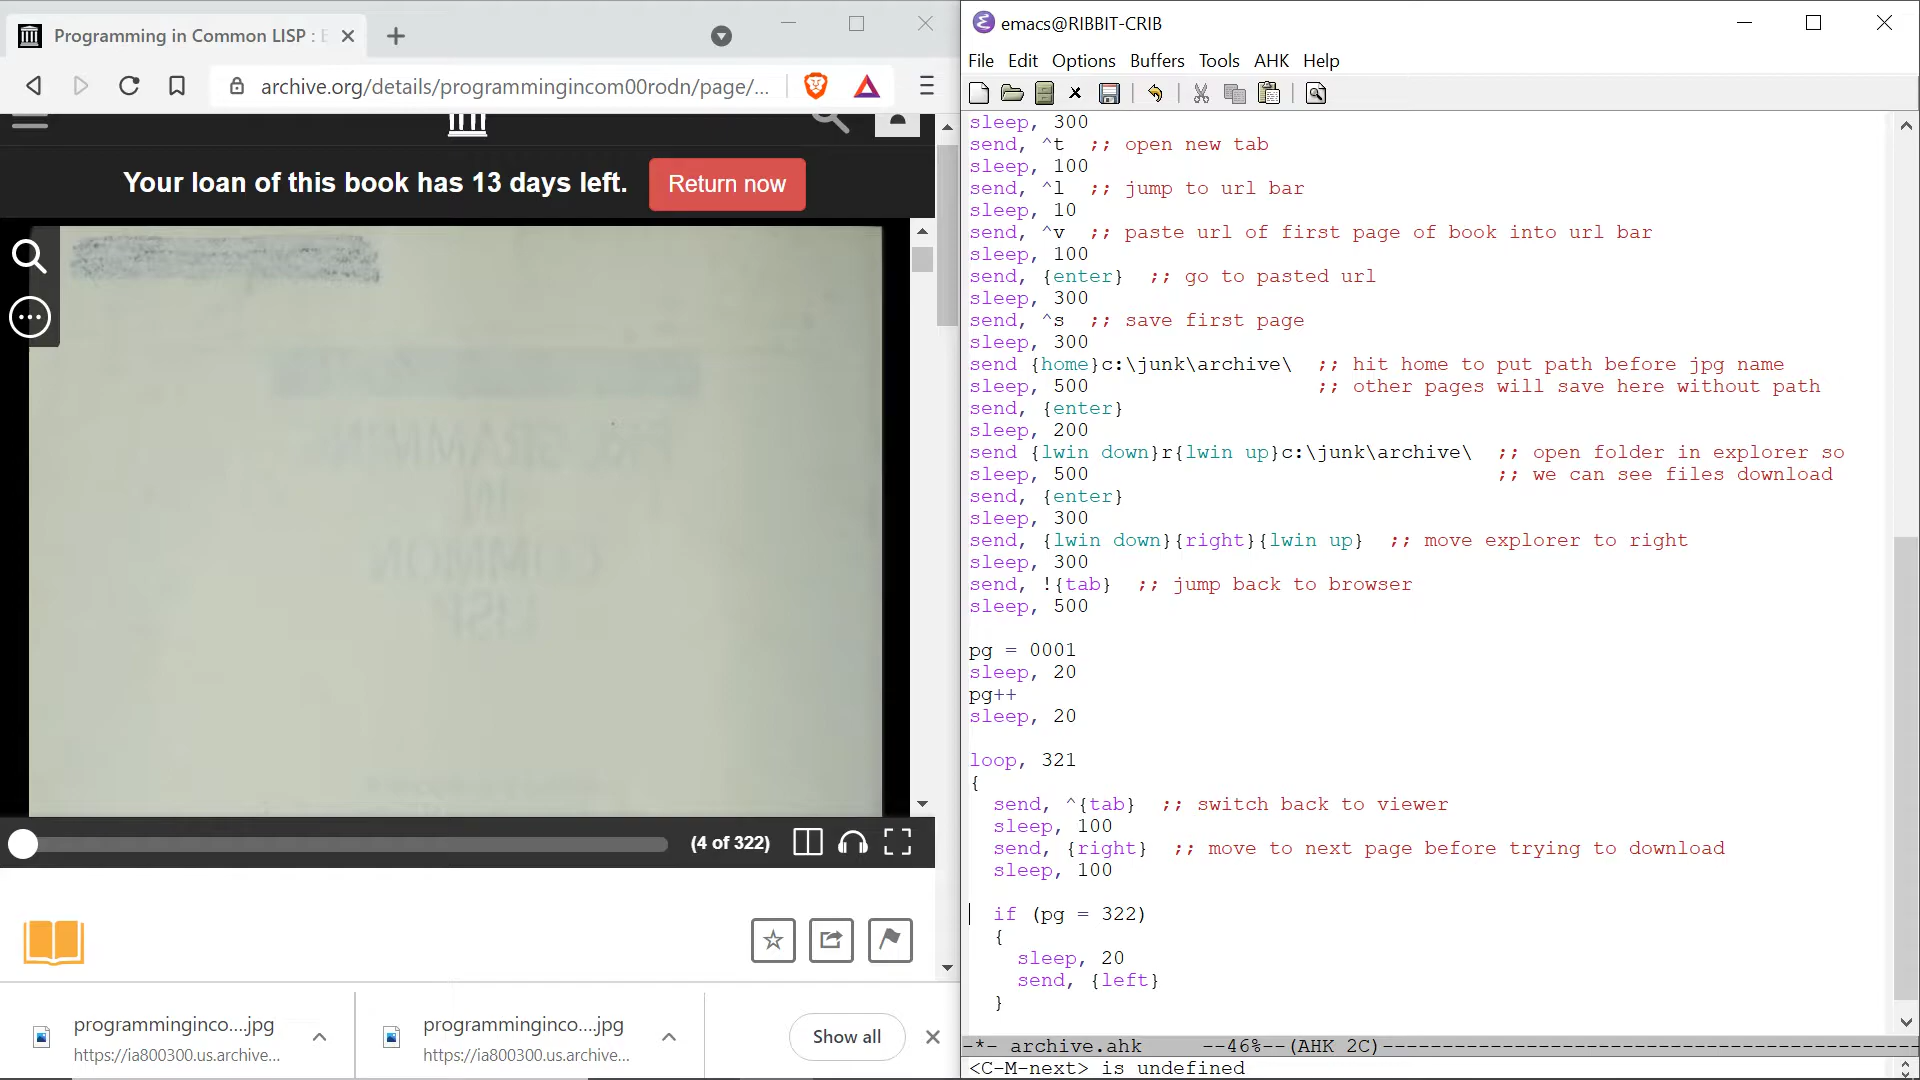 Programming in Common LISP : E
archive.org/details/programmingincom00rodn/page/...
Your loan of this book has 13 days left.
Return now
COMMON
LISP
(4 of 322)
programminginco....jpg
https://ia800300.us.archive...
programminginco....jpg
https://ia800300.us.archive...
Show all
emacs@RIBBIT-CRIB
File Edit Options Buffers Tools AHK Help
sleep, 300
send, ^t  ;; open new tab
sleep, 100
send, ^l  ;; jump to url bar
sleep, 10
send, ^v  ;; paste url of first page of book into url bar
sleep, 100
send, {enter}  ;; go to pasted url
sleep, 300
send, ^s  ;; save first page
sleep, 300
send {home}c:\junk\archive\  ;; hit home to put path before jpg name
sleep, 500                   ;; other pages will save here without path
send, {enter}
sleep, 200
send {lwin down}r{lwin up}c:\junk\archive\  ;; open folder in explorer so
sleep, 500                                  ;; we can see files download
send, {enter}
sleep, 300
send, {lwin down}{right}{lwin up}  ;; move explorer to right
sleep, 300
send, !{tab}  ;; jump back to browser
sleep, 500
pg = 0001
sleep, 20
pg++
sleep, 20
loop, 321
{
send, ^{tab}  ;; switch back to viewer
sleep, 100
send, {right}  ;; move to next page before trying to download
sleep, 100
if (pg = 322)
{
sleep, 20
send, {left}
}
-*- archive.ahk     --46%--(AHK 2C)--------------------------------------------
<C-M-next> is undefined